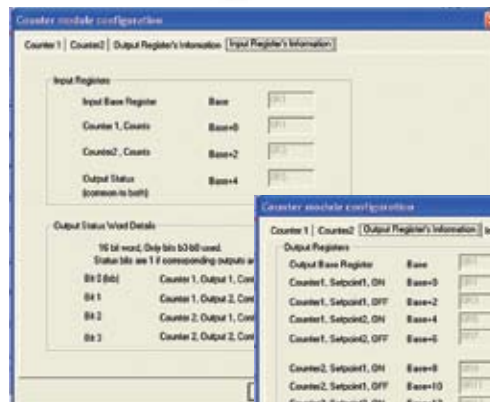 Counter module configuration
Counter 1 | Counter2 | Output Register's Information | Input Register's Information
Input Registers
Input Base Register Base
Counter 1, Counts Base+0
Counter2, Counts Base+2
Output Status Base+4
(common to both)
Output Status Word Details
16 bit word, Only bits b3-b0 used.
Status bits are 1 if corresponding outputs
Bit 0 (lsb) Counter 1, Output 1,
Bit 1 Counter 1, Output 2,
Bit 2 Counter 2, Output 1,
Bit 3 Counter 2, Output 2,
Counter module configuration
Counter 1 | Counter2 | Output Register's Information
Output Registers
Output Base Register Base
Counter1, Setpoint1, ON Base+0
Counter1, Setpoint1, OFF Base+2
Counter1, Setpoint2, ON Base+4
Counter1, Setpoint2, OFF Base+6
Counter2, Setpoint1, ON Base+8
Counter2, Setpoint1, OFF Base+10
Counter2, Setpoint2, ON Base+12